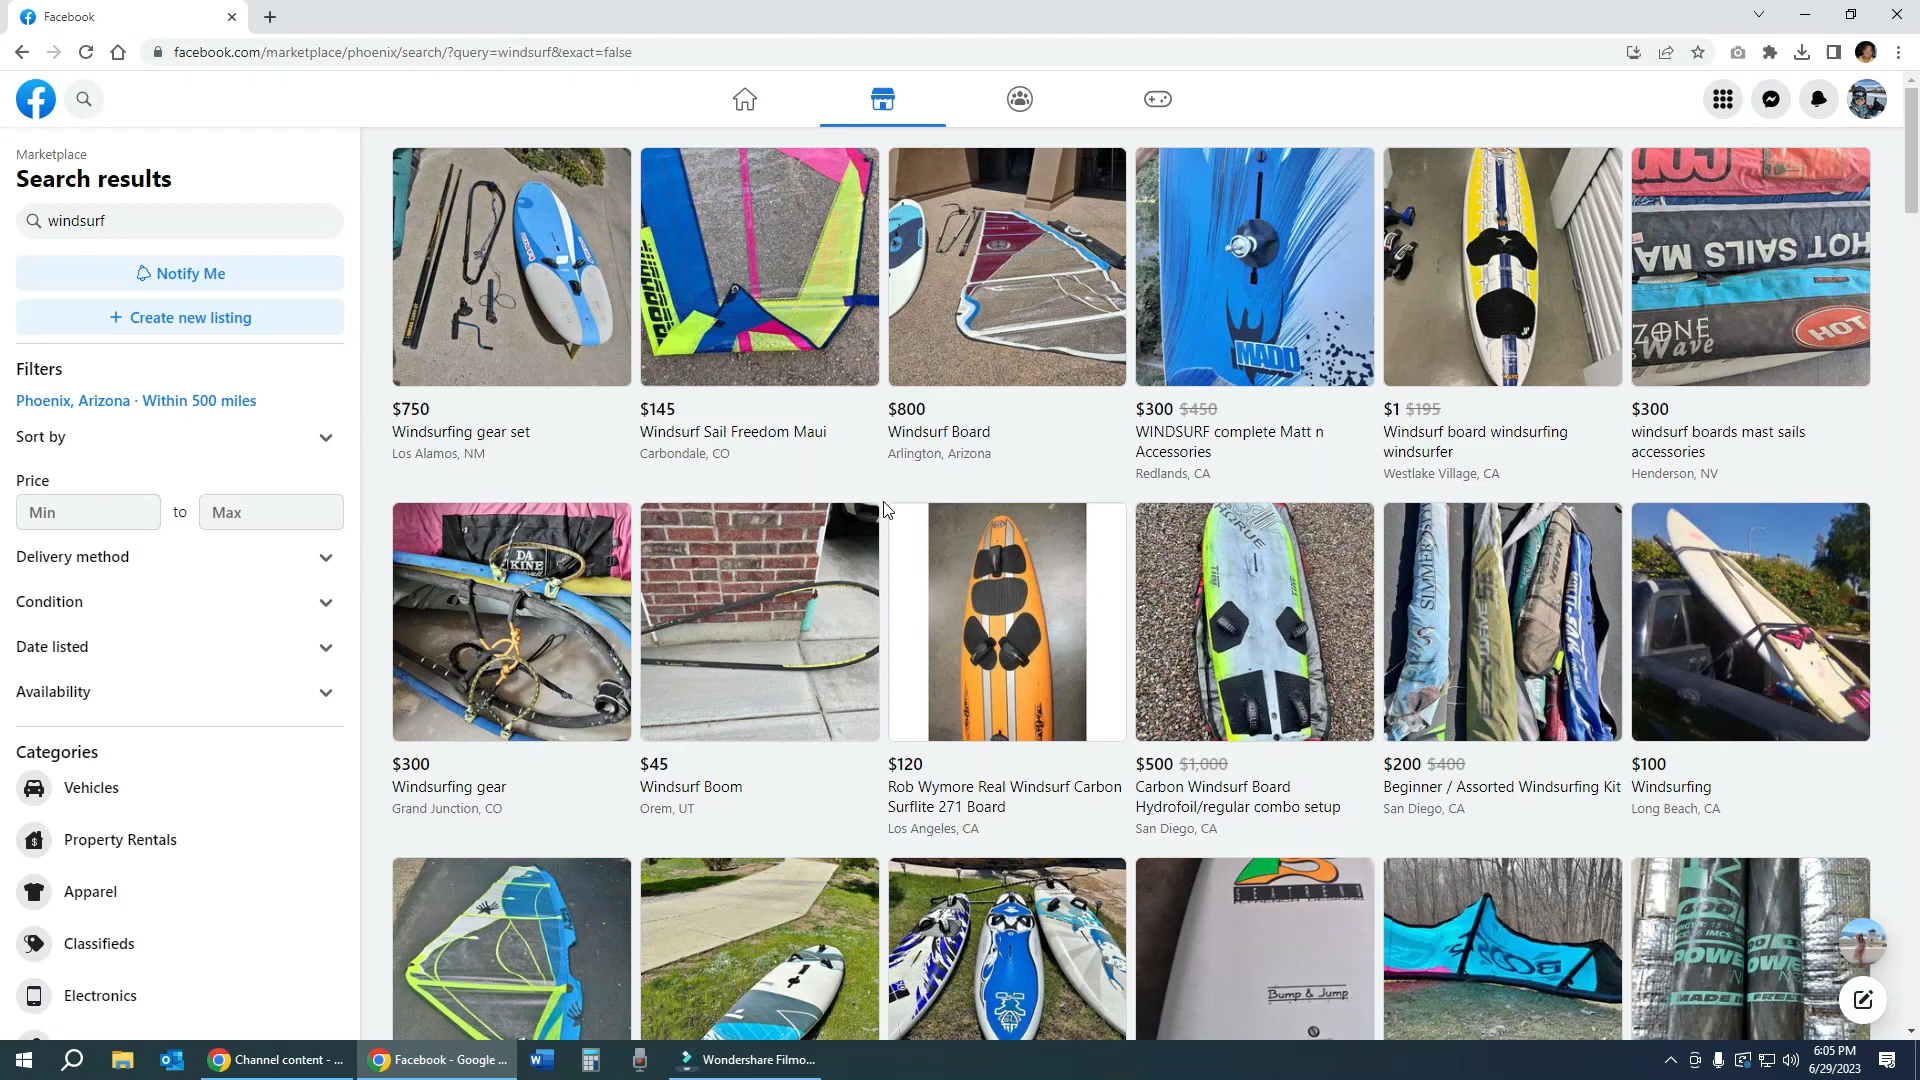 Facebook
facebook.com/marketplace/phoenix/search/?query=windsurf&exact=false
Marketplace
Search results
windsurf
Notify Me
+ Create new listing
Filters
Phoenix, Arizona · Within 500 miles
Sort by
Price
Min to Max
Delivery method
Condition
Date listed
Availability
Categories
Vehicles
Property Rentals
Apparel
Classifieds
Electronics
$750
Windsurfing gear set
Los Alamos, NM
$145
Windsurf Sail Freedom Maui
Carbondale, CO
$800
Windsurf Board
Arlington, Arizona
MADD
$300 $450
WINDSURF complete Matt n
Accessories
Redlands, CA
$1 $195
Windsurf board windsurfing
windsurfer
Westlake Village, CA
HOT SAILS MA
ZONE
Wave
HOT
$300
windsurf boards mast sails
accessories
Henderson, NV
DA
KINE
$300
Windsurfing gear
Grand Junction, CO
$45
Windsurf Boom
Orem, UT
$120
Rob Wymore Real Windsurf Carbon
Surflite 271 Board
Los Angeles, CA
$500 $1,000
Carbon Windsurf Board
Hydrofoil/regular combo setup
San Diego, CA
SIMMER
$200 $400
Beginner / Assorted Windsurfing Kit
San Diego, CA
$100
Windsurfing
Long Beach, CA
Bump & Jump
POWE
POWE
MADE I
FREE
Channel content - ...
Facebook - Google ...
Wondershare Filmo...
6:05 PM
6/29/2023